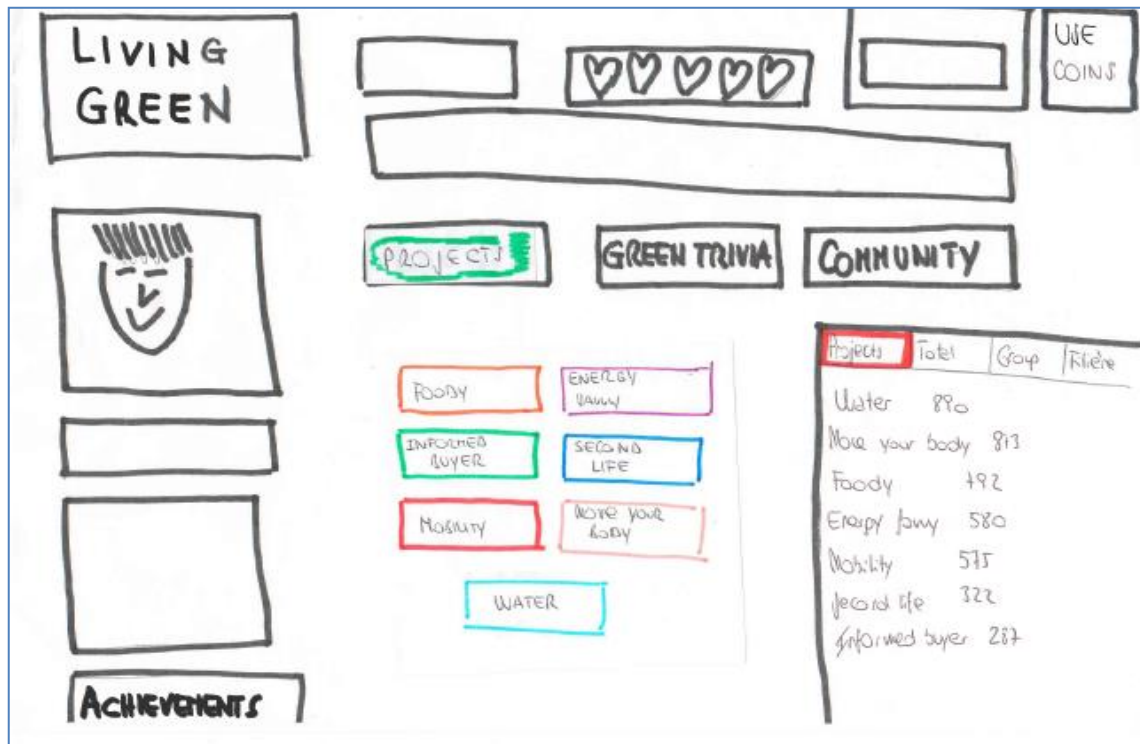 LIVING
GREEN
USE
COINS
PROJECTS
GREEN TRIVIA
COMMUNITY
FOODY
ENERGY
INFORMED
BUYER
SECOND
LIFE
MOBILITY
MOVE YOUR
BODY
WATER
Projects Total Group Filière
Water 890
Move your body 813
Foody 792
Energy 580
Mobility 575
Second life 322
Informed buyer 287
ACHIEVEMENTS